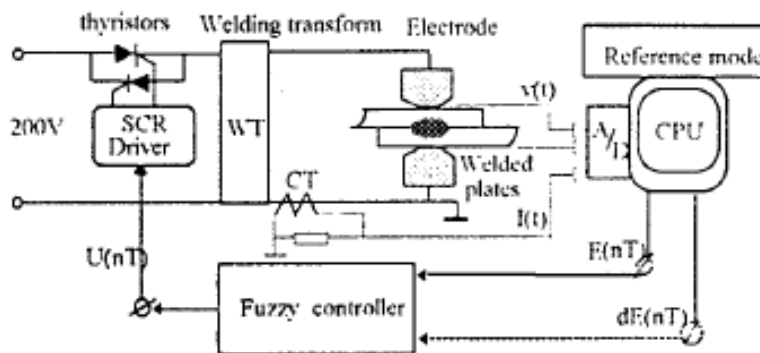 thyristors
Welding transform
Electrode
Reference mode
200V
SCR
Driver
WT
v(t)
A/D
CPU
CT
Welded
plates
I(t)
U(nT)
E(nT)
Fuzzy controller
dE(nT)